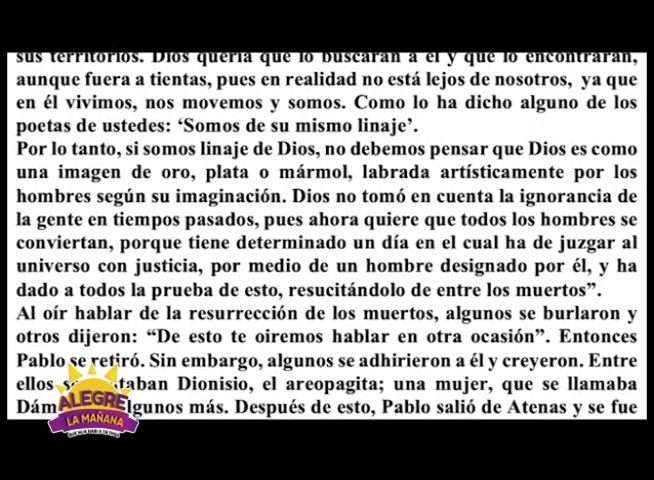 sus territorios. Dios quería que lo buscaran a él y que lo encontraran,
aunque fuera a tientas, pues en realidad no está lejos de nosotros, ya que
en él vivimos, nos movemos y somos. Como lo ha dicho alguno de los
poetas de ustedes: ‘Somos de su mismo linaje’.
Por lo tanto, si somos linaje de Dios, no debemos pensar que Dios es como
una imagen de oro, plata o mármol, labrada artísticamente por los
hombres según su imaginación. Dios no tomó en cuenta la ignorancia de
la gente en tiempos pasados, pues ahora quiere que todos los hombres se
conviertan, porque tiene determinado un día en el cual ha de juzgar al
universo con justicia, por medio de un hombre designado por él, y ha
dado a todos la prueba de esto, resucitándolo de entre los muertos”.
Al oír hablar de la resurrección de los muertos, algunos se burlaron y
otros dijeron: “De esto te oiremos hablar en otra ocasión”. Entonces
Pablo se retiró. Sin embargo, algunos se adhirieron a él y creyeron. Entre
ellos taban Dionisio, el areopagita; una mujer, que se llamaba
Dám lgunos más. Después de esto, Pablo salió de Atenas y se fue
ALEGRE
LA MAÑANA